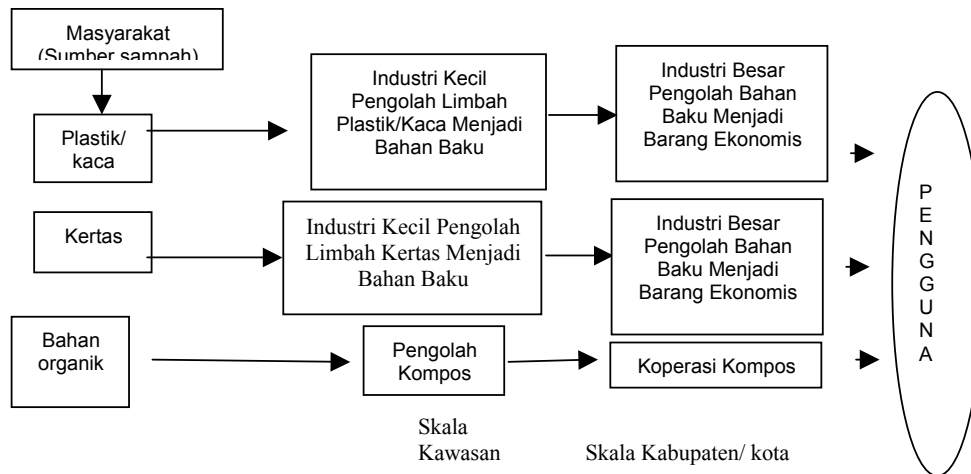 Masyarakat
(Sumber sampah)
Plastik/
kaca
Industri Kecil
Pengolah Limbah
Plastik/Kaca Menjadi
Bahan Baku
Industri Besar
Pengolah Bahan
Baku Menjadi
Barang Ekonomis
Kertas
Industri Kecil Pengolah
Limbah Kertas Menjadi
Bahan Baku
Industri Besar
Pengolah Bahan
Baku Menjadi
Barang Ekonomis
Bahan
organik
Pengolah
Kompos
Koperasi Kompos
P
E
N
G
G
U
N
A
Skala
Kawasan
Skala Kabupaten/ kota